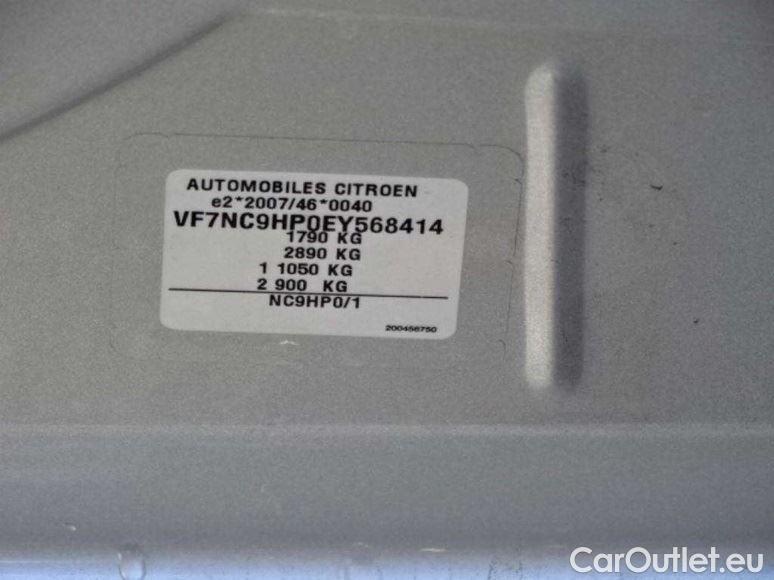 AUTOMOBILES CITROEN
e2*2007/46*0040
VF7NC9HP0EY568414
1790 KG
2890 KG
1 1050 KG
2 900 KG
NC9HP0/1
200456750
CarOutlet.eu